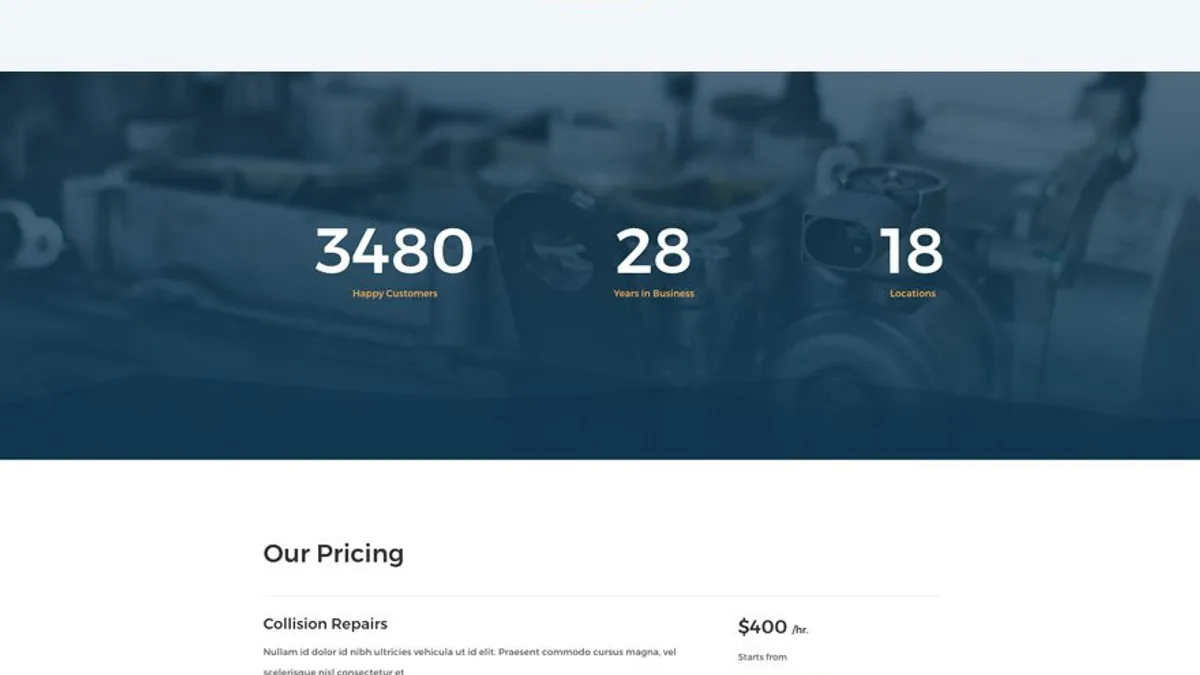 3480
28
18
Happy Customers
Years in Business
Locations
Our Pricing
Collision Repairs
$400 /hr.
Nullam id dolor id nibh ultricies vehicula ut id elit. Praesent commodo cursus magna, vel
Starts from
scelerisque nisl consectetur et